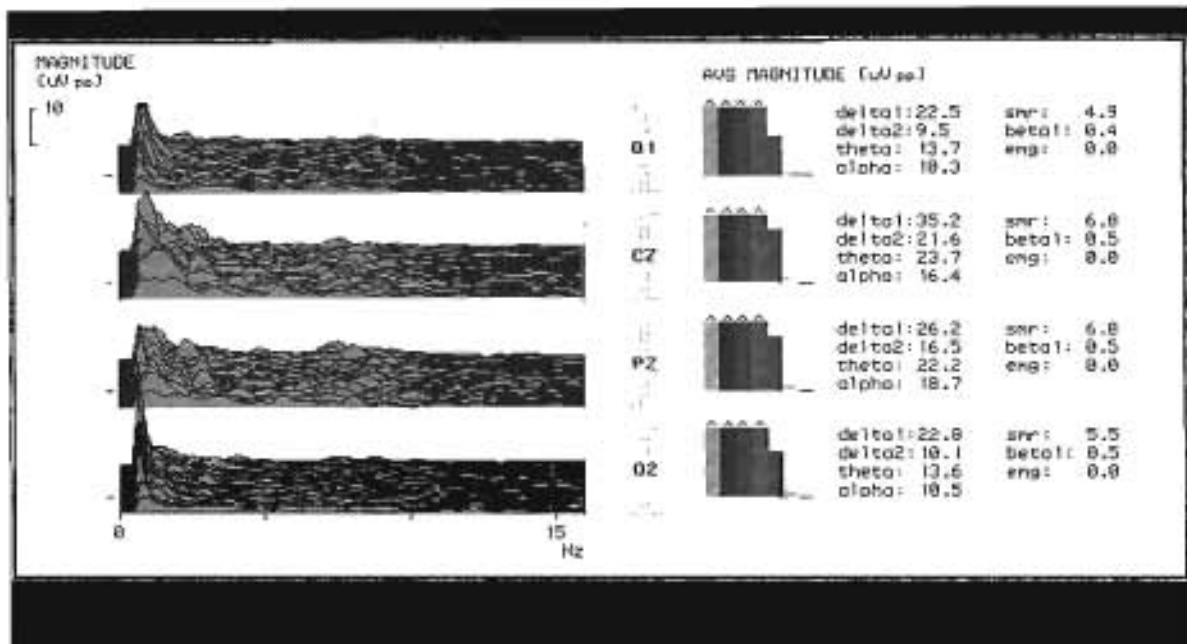 MAGNITUDE
[uV pp]
10
0
15
Hz
AVG MAGNITUDE [uV pp]
01
delta1:22.5 smr: 4.9
delta2:9.5 beta1:0.4
theta: 13.7 emg: 0.0
alpha: 10.3
CZ
delta1:35.2 smr: 6.0
delta2:21.6 beta1:0.5
theta: 23.7 emg: 0.0
alpha: 16.4
PZ
delta1:26.2 smr: 6.0
delta2:16.5 beta1:0.5
theta: 22.2 emg: 0.0
alpha: 18.7
02
delta1:22.8 smr: 5.5
delta2:10.1 beta1:0.5
theta: 13.6 emg: 0.0
alpha: 10.5